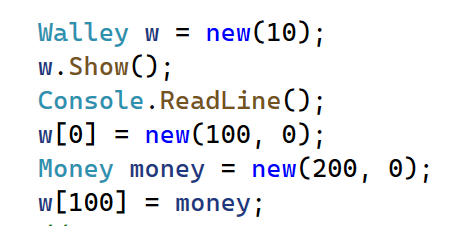 Walley w = new(10);
w.Show();
Console.ReadLine();
w[0] = new(100, 0);
Money money = new(200, 0);
w[100] = money;